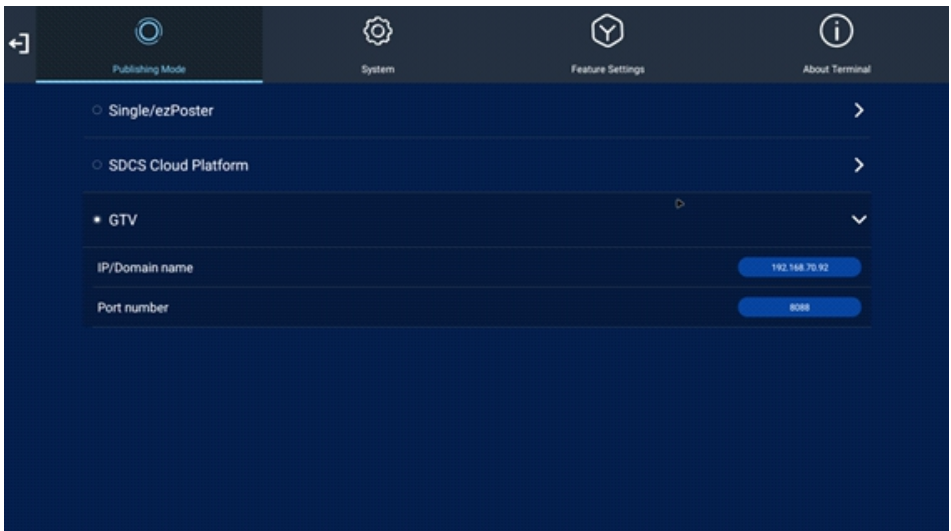 Publishing Mode
System
Feature Settings
About Terminal
Single/ezPoster
SDCS Cloud Platform
GTV
IP/Domain name
192.168.70.92
Port number
8088